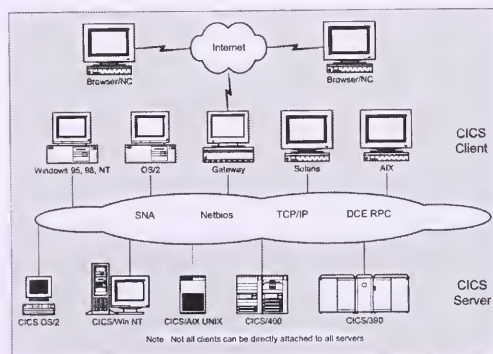 Internet
Browser/NC
Browser/NC
CICS
Client
Windows 95, 98, NT
OS/2
Gateway
Solaris
AIX
SNA
Netbios
TCP/IP
DCE RPC
CICS
Server
CICS OS/2
CICS/Win NT
CICS/AIX UNIX
CICS/400
CICS/390
Note Not all clients can be directly attached to all servers